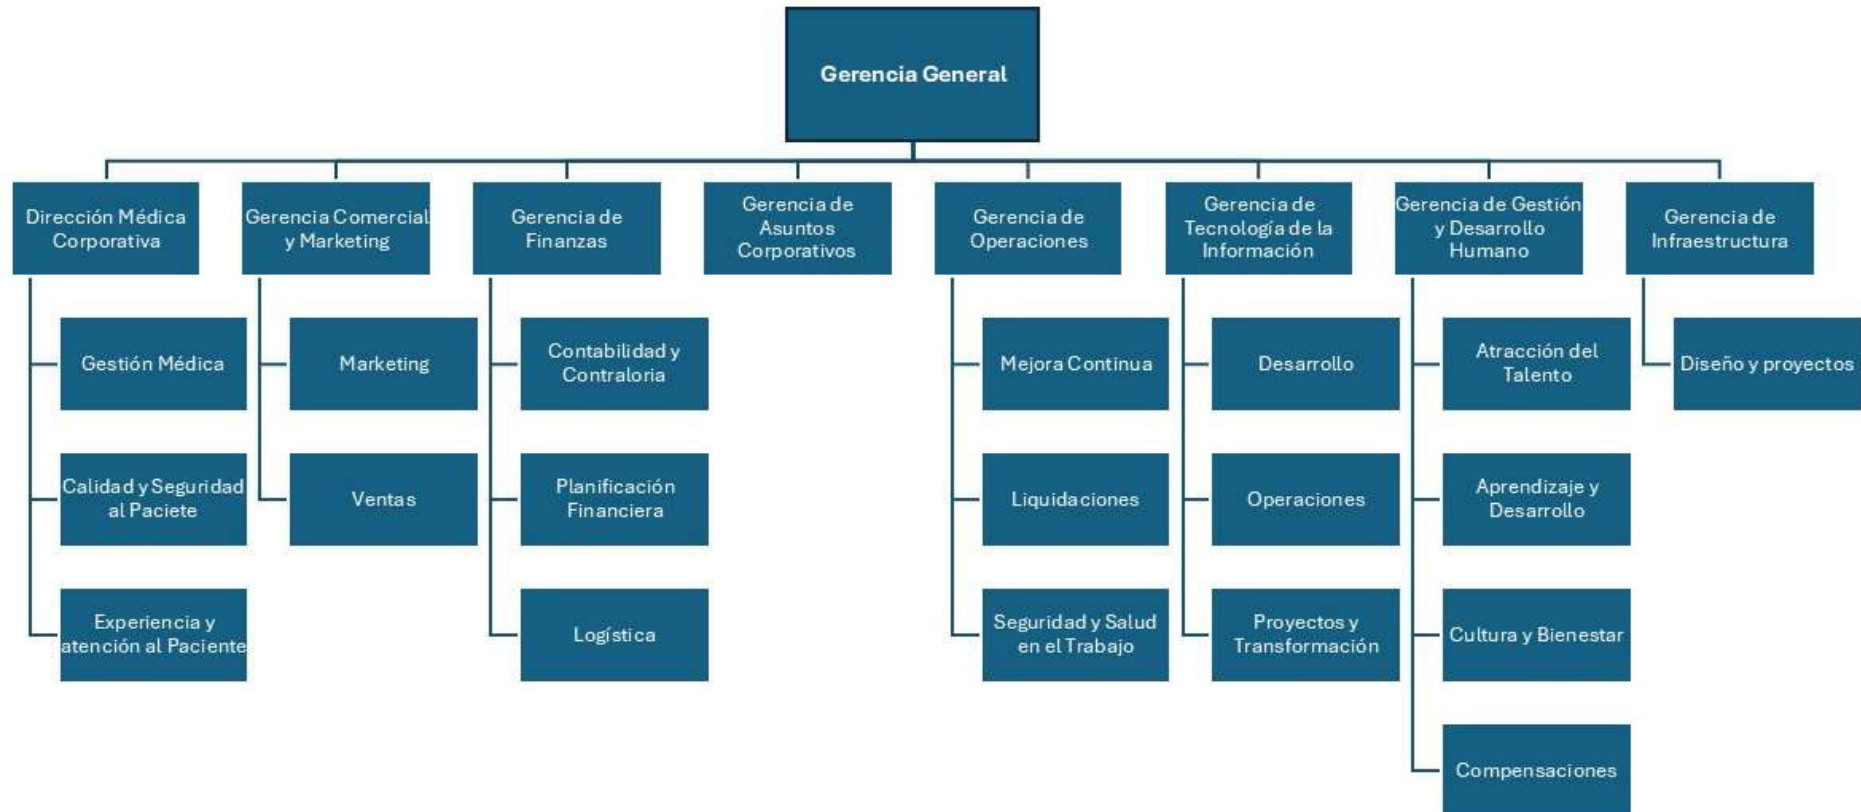 Gerencia General
Dirección Médica
Corporativa
Gerencia Comercial
y Marketing
Gerencia de
Finanzas
Gerencia de
Asuntos
Corporativos
Gerencia de
Operaciones
Gerencia de
Tecnología de la
Información
Gerencia de Gestión
y Desarrollo
Humano
Gerencia de
Infraestructura
Gestión Médica
Marketing
Contabilidad y
Contraloria
Mejora Continua
Desarrollo
Atracción del
Talento
Diseño y proyectos
Calidad y Seguridad
al Paciete
Ventas
Planificación
Financiera
Liquidaciones
Operaciones
Aprendizaje y
Desarrollo
Experiencia y
atención al Paciente
Logística
Seguridad y Salud
en el Trabajo
Proyectos y
Transformación
Cultura y Bienestar
Compensaciones